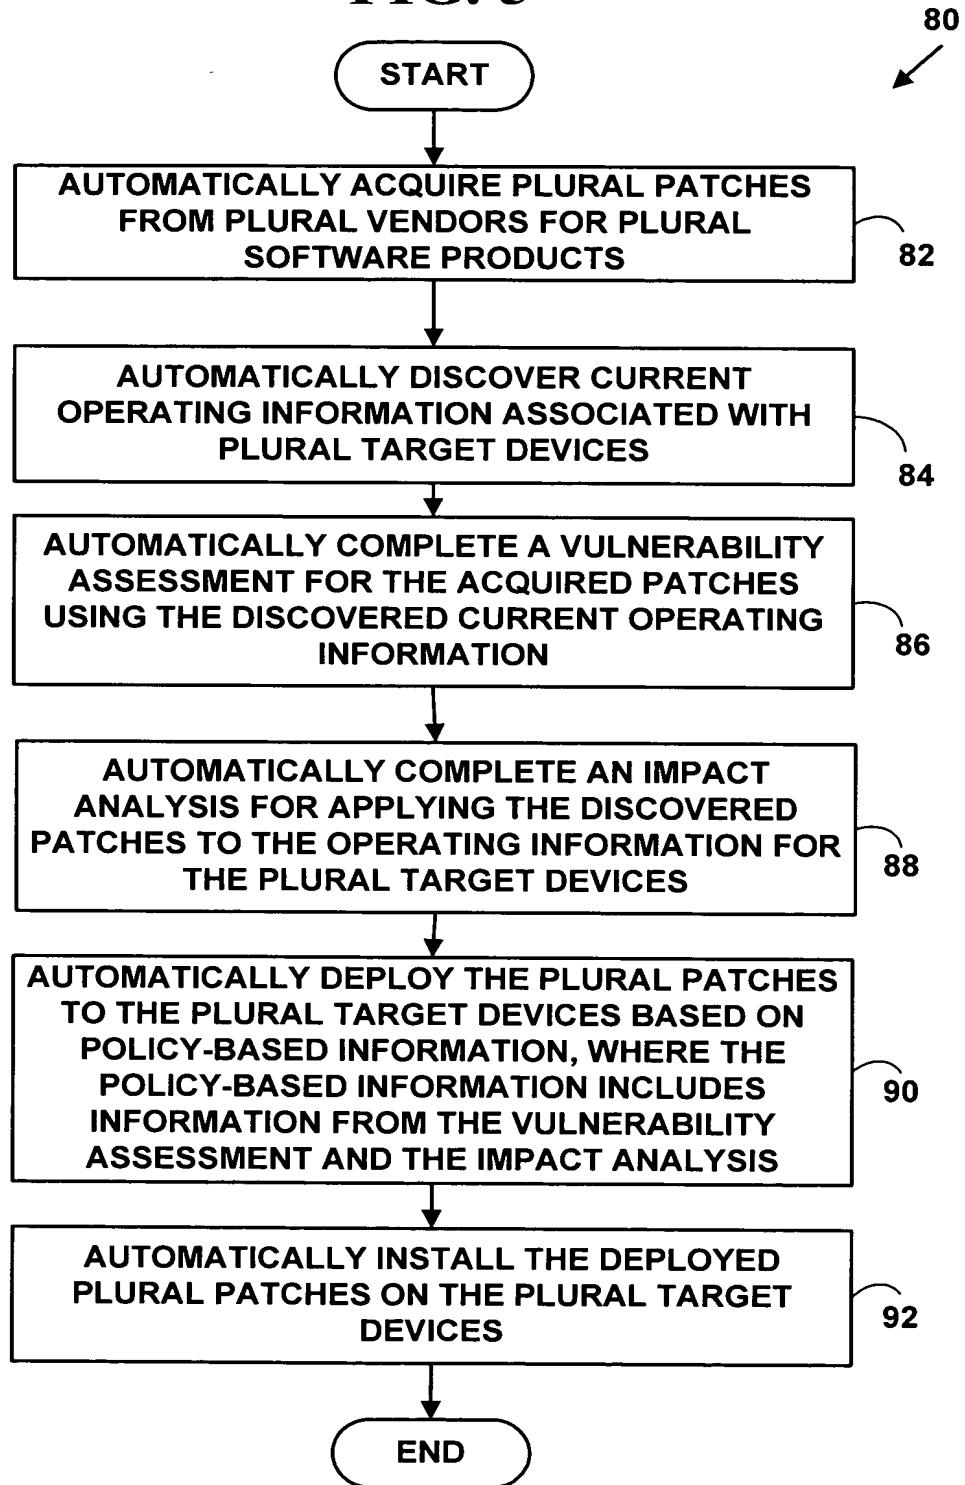 80
START
AUTOMATICALLY ACQUIRE PLURAL PATCHES
FROM PLURAL VENDORS FOR PLURAL
SOFTWARE PRODUCTS
82
AUTOMATICALLY DISCOVER CURRENT
OPERATING INFORMATION ASSOCIATED WITH
PLURAL TARGET DEVICES
84
AUTOMATICALLY COMPLETE A VULNERABILITY
ASSESSMENT FOR THE ACQUIRED PATCHES
USING THE DISCOVERED CURRENT OPERATING
INFORMATION
86
AUTOMATICALLY COMPLETE AN IMPACT
ANALYSIS FOR APPLYING THE DISCOVERED
PATCHES TO THE OPERATING INFORMATION FOR
THE PLURAL TARGET DEVICES
88
AUTOMATICALLY DEPLOY THE PLURAL PATCHES
TO THE PLURAL TARGET DEVICES BASED ON
POLICY-BASED INFORMATION, WHERE THE
POLICY-BASED INFORMATION INCLUDES
INFORMATION FROM THE VULNERABILITY
ASSESSMENT AND THE IMPACT ANALYSIS
90
AUTOMATICALLY INSTALL THE DEPLOYED
PLURAL PATCHES ON THE PLURAL TARGET
DEVICES
92
END